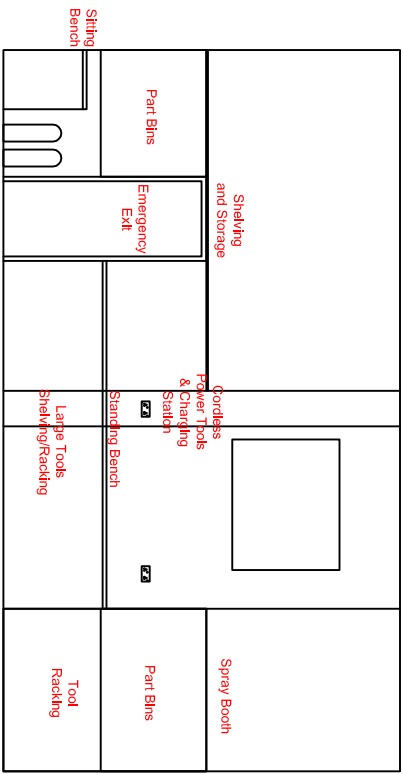 Sitting
Bench
Part Bins
Emergency
Exit
Shelving
and Storage
Cordless
Power Tools
& Charging
Station
Standing Bench
Large Tools
Shelving/Racking
Spray Booth
Part Bins
Tool
Racking